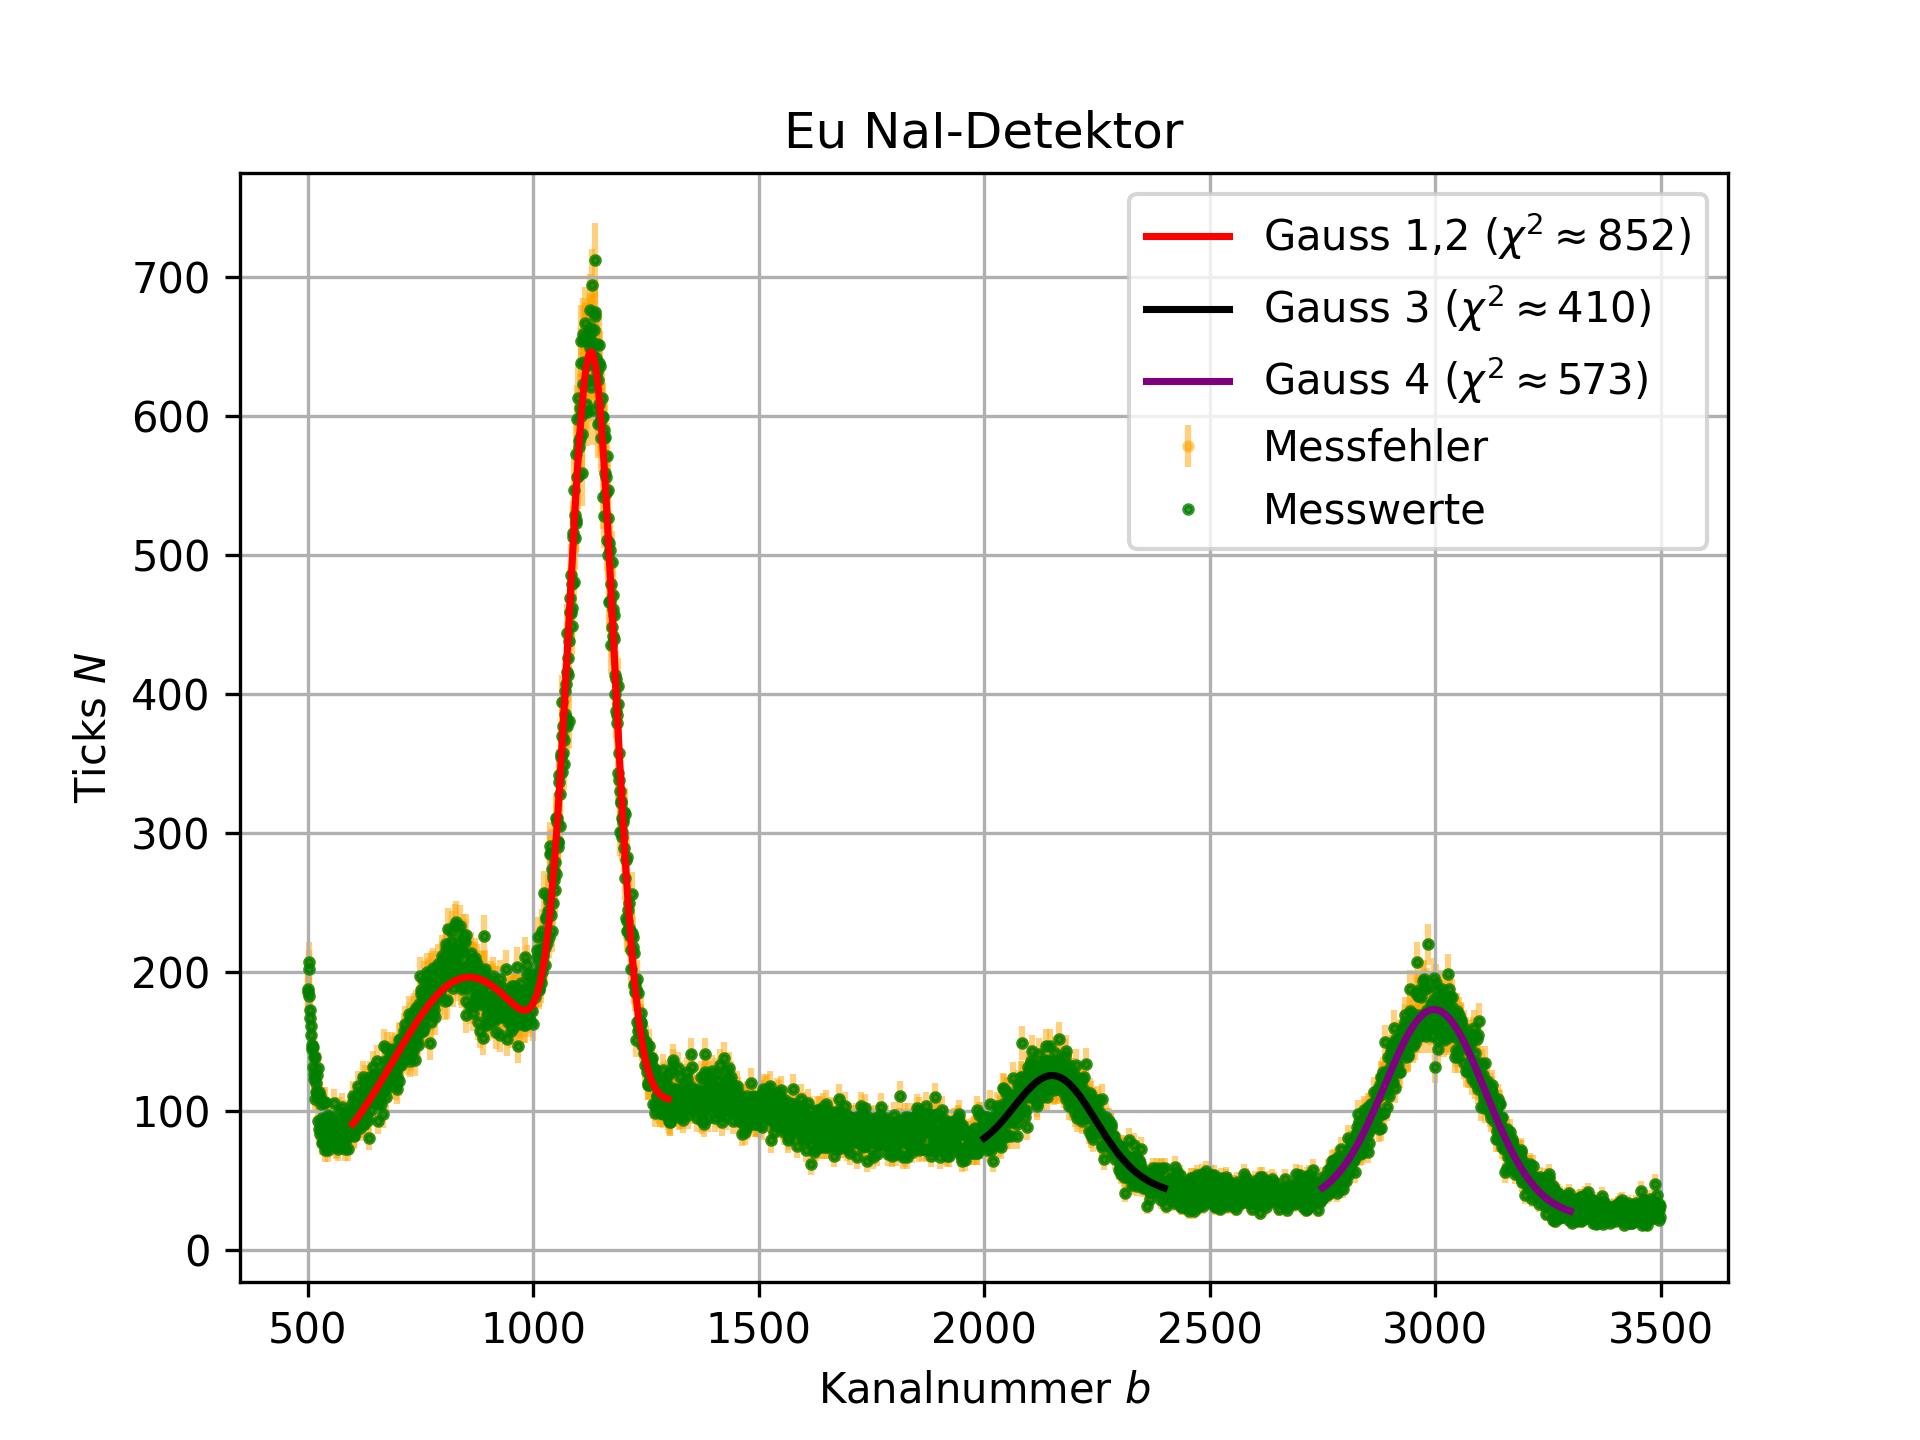 Eu NaI-Detektor
Gauss 1,2 (χ² ≈ 852)
Gauss 3 (χ² ≈ 410)
Gauss 4 (χ² ≈ 573)
Messfehler
Messwerte
Ticks N
700
600
500
400
300
200
100
0
500 1000 1500 2000 2500 3000 3500
Kanalnummer b